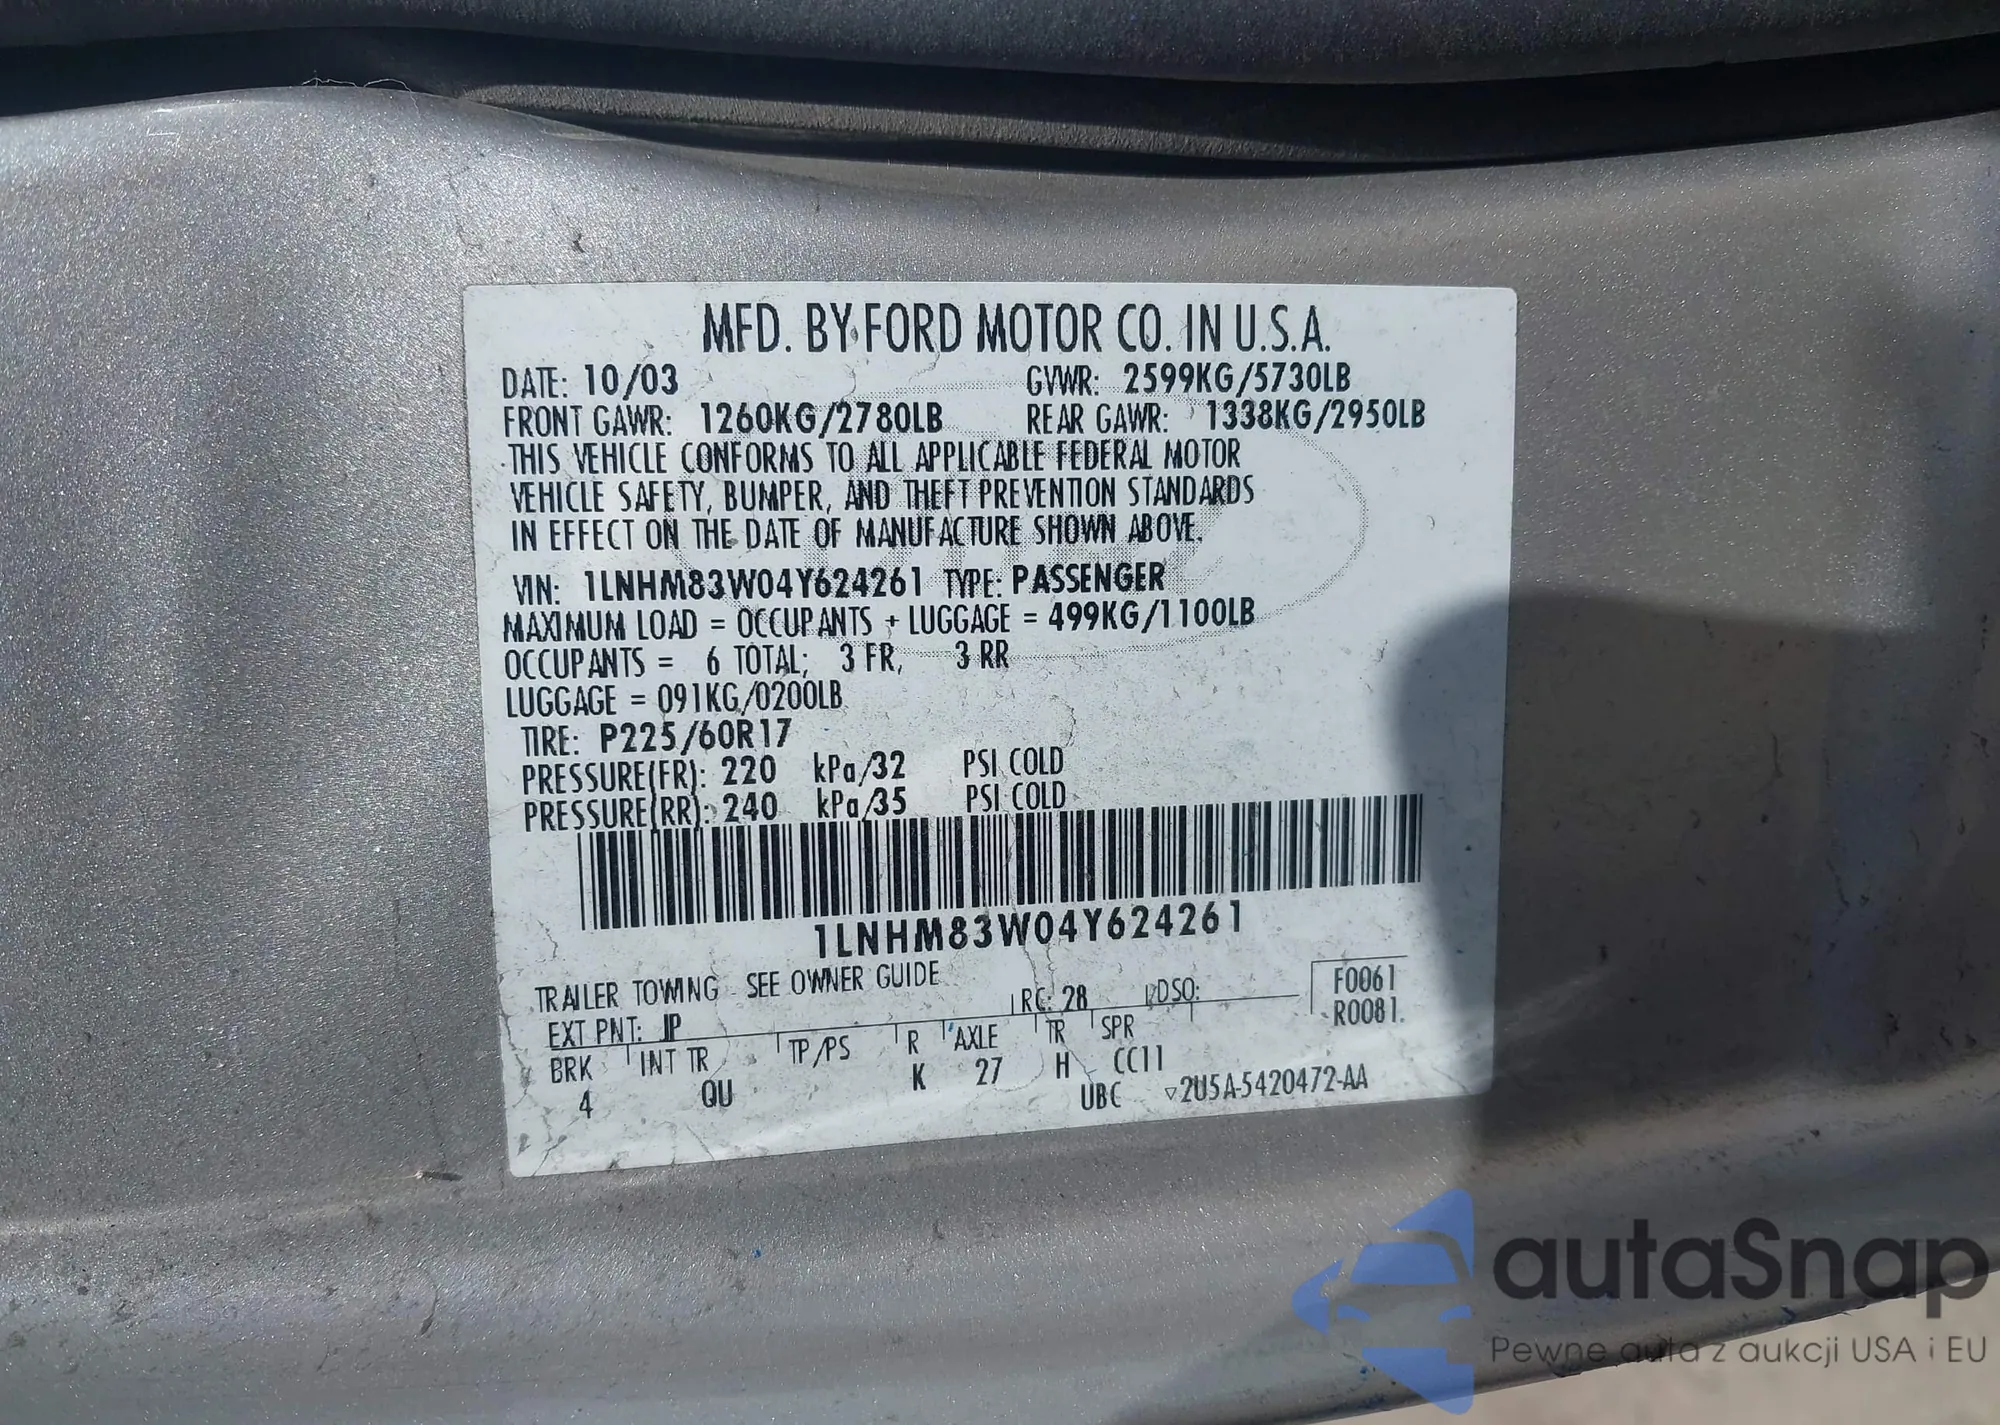 MFD. BY FORD MOTOR CO. IN U.S.A.
DATE: 10/03 GVWR: 2599KG/5730LB
FRONT GAWR: 1260KG/2780LB REAR GAWR: 1338KG/2950LB
THIS VEHICLE CONFORMS TO ALL APPLICABLE FEDERAL MOTOR
VEHICLE SAFETY, BUMPER, AND THEFT PREVENTION STANDARDS
IN EFFECT ON THE DATE OF MANUFACTURE SHOWN ABOVE.
VIN: 1LNHM83W04Y624261 TYPE: PASSENGER
MAXIMUM LOAD = OCCUPANTS + LUGGAGE = 499KG/1100LB
OCCUPANTS = 6 TOTAL; 3 FR, 3 RR
LUGGAGE = 091KG/0200LB
TIRE: P225/60R17
PRESSURE(FR): 220 kPa/32 PSI COLD
PRESSURE(RR): 240 kPa/35 PSI COLD
1LNHM83W04Y624261
TRAILER TOWING - SEE OWNER GUIDE
EXT PNT: JP RC: 28 DSO: F0061
R0081.
BRK INT TR TP/PS R AXLE TR SPR
4 QU K 27 H CC11
UBC ▽2U5A-5420472-AA
autaSnap
Pewne auta z aukcji USA i EU